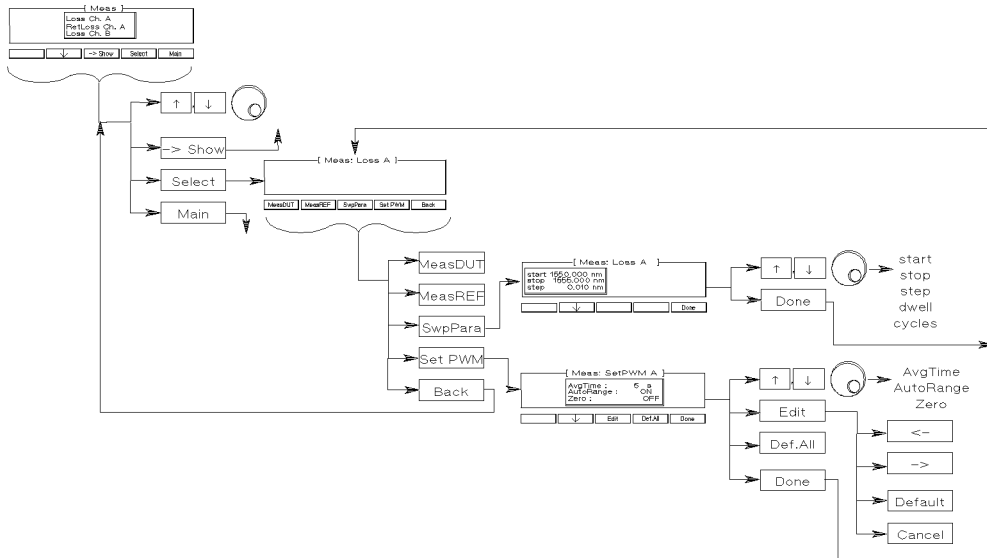 [ Meas ]
Loss Ch. A
RetLoss Ch. A
Loss Ch. B
↓ -> Show Select Main
↑ , ↓
-> Show
Select
Main
[ Meas: Loss A ]
MeasDUT MeasREF SwpPara Set PWM Back
MeasDUT
MeasREF
SwpPara
Set PWM
Back
[ Meas: Loss A ]
start 1550.000 nm
stop 1555.000 nm
step 0.010 nm
↓ Done
↑ , ↓
Done
start
stop
step
dwell
cycles
[ Meas: SetPWM A ]
AvgTime : 5 s
AutoRange : ON
Zero : OFF
↓ Edit Def.All Done
↑ , ↓
Edit
Def.All
Done
AvgTime
AutoRange
Zero
<-
->
Default
Cancel